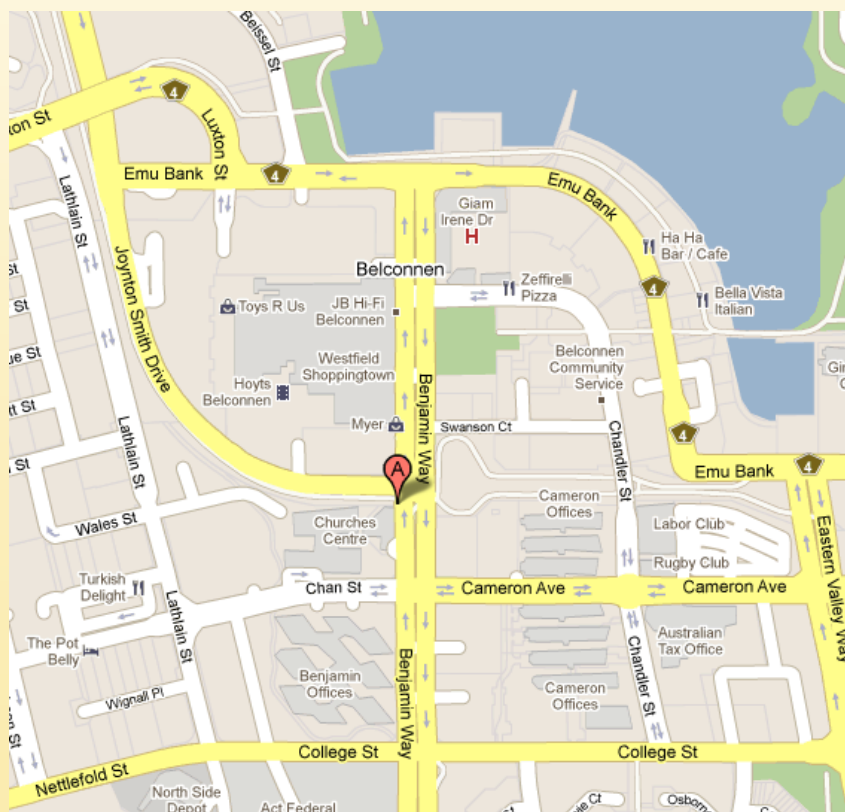 Beissel St
4
ton St
Luxton St
Lathlain St
Emu Bank
4
Emu Bank
Giam
Irene Dr
H
Ha Ha
Bar / Cafe
Belconnen
Zeffirelli
Pizza
4
Bella Vista
Italian
Joynton Smith Drive
Toys R Us
JB Hi-Fi
Belconnen
Westfield
Shoppingtown
Belconnen
Community
Service
Hoyts
Belconnen
Benjamin Way
Myer
Swanson Ct
Chandler St
4
Emu Bank
4
Lathlain St
A
Wales St
Churches
Centre
Cameron
Offices
Labor Club
Rugby Club
Eastern Valley Way
Turkish
Delight
Chan St
Cameron Ave
Cameron Ave
Lathlain St
The Pot
Belly
Benjamin
Offices
Benjamin Way
Australian
Tax Office
Wignall Pl
Cameron
Offices
Chandler St
College St
College St
Nettlefold St
North Side
Depot
Act Federal